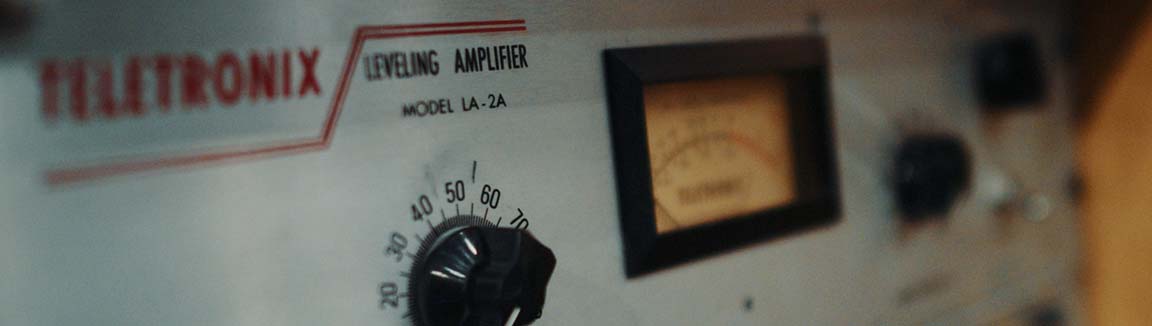 TELETRONIX
LEVELING AMPLIFIER
MODEL LA-2A
20
30
40
50
60
70